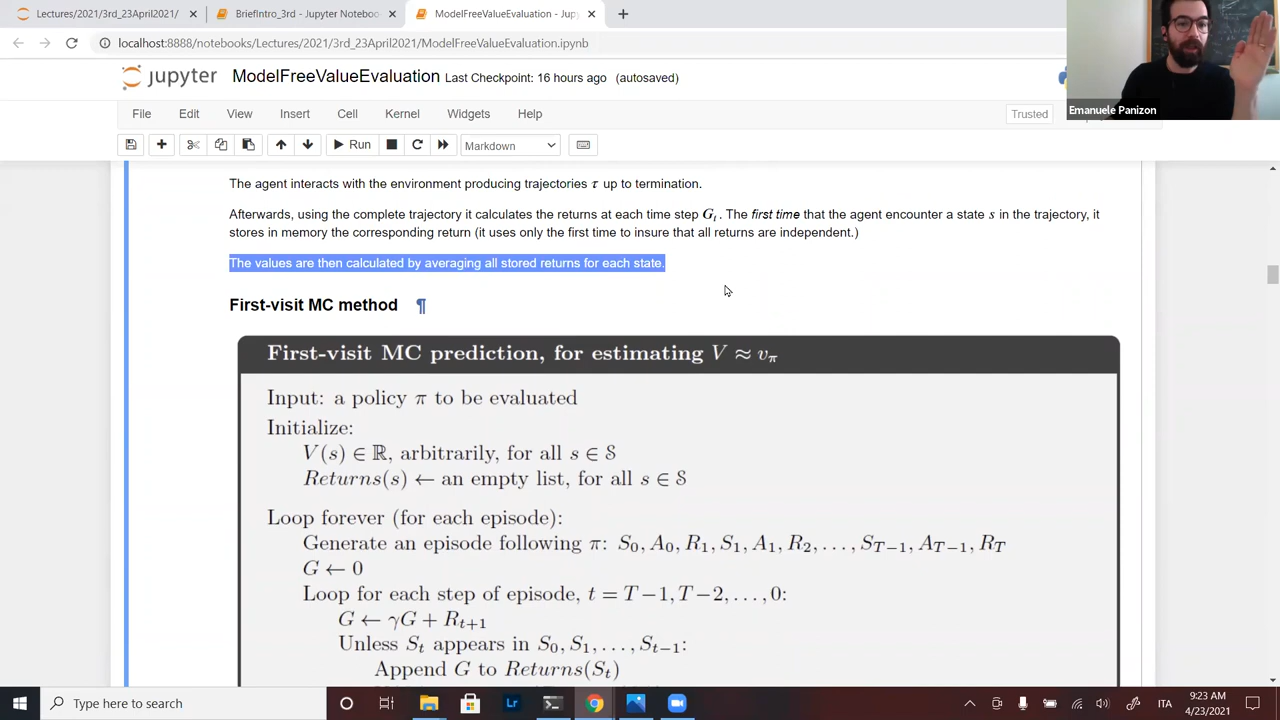 Lectures/2021/3rd_23April2021/
BriefIntro_3rd - Jupyter Notebo
ModelFreeValueEvaluation - Jup
localhost:8888/notebooks/Lectures/2021/3rd_23April2021/ModelFreeValueEvaluation.ipynb
jupyter ModelFreeValueEvaluation Last Checkpoint: 16 hours ago (autosaved)
File Edit View Insert Cell Kernel Widgets Help
Trusted
Emanuele Panizon
Run Markdown
The agent interacts with the environment producing trajectories τ up to termination.
Afterwards, using the complete trajectory it calculates the returns at each time step G_t. The first time that the agent encounter a state s in the trajectory, it
stores in memory the corresponding return (it uses only the first time to insure that all returns are independent.)
The values are then calculated by averaging all stored returns for each state.
First-visit MC method ¶
First-visit MC prediction, for estimating V ≈ v_π
Input: a policy π to be evaluated
Initialize:
V(s) ∈ ℝ, arbitrarily, for all s ∈ 𝒮
Returns(s) ← an empty list, for all s ∈ 𝒮
Loop forever (for each episode):
Generate an episode following π: S_0, A_0, R_1, S_1, A_1, R_2, . . . , S_{T−1}, A_{T−1}, R_T
G ← 0
Loop for each step of episode, t = T−1, T−2, . . . , 0:
G ← γG + R_{t+1}
Unless S_t appears in S_0, S_1, . . . , S_{t−1}:
Append G to Returns(S_t)
Type here to search
Lr
ITA
9:23 AM
4/23/2021